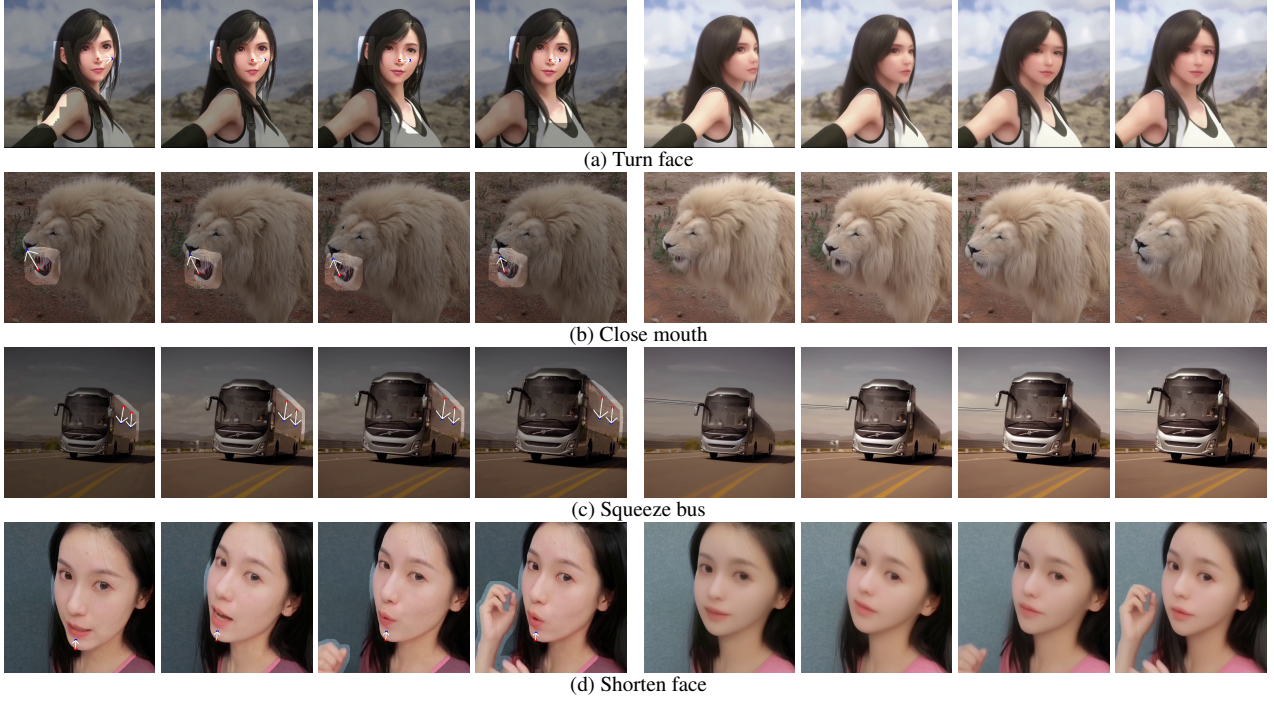 (a) Turn face
(b) Close mouth
(c) Squeeze bus
(d) Shorten face